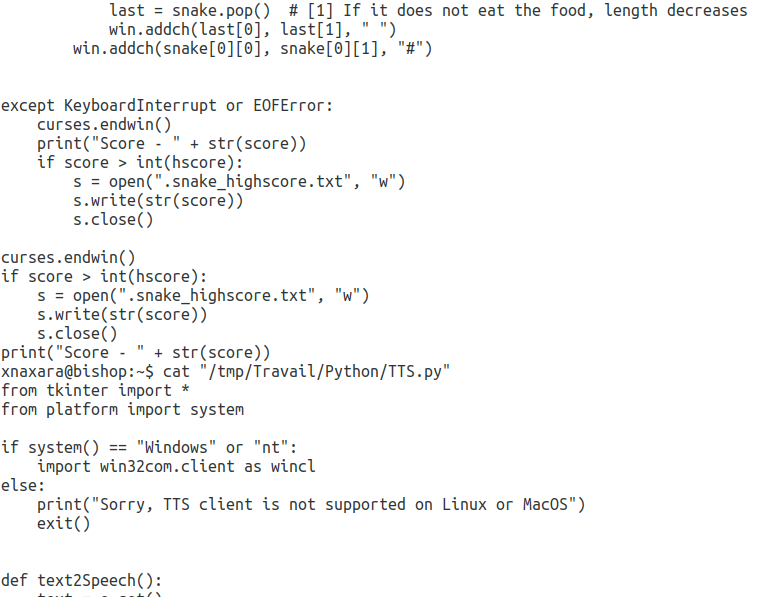 last = snake.pop()  # [1] If it does not eat the food, length decreases
            win.addch(last[0], last[1], " ")
        win.addch(snake[0][0], snake[0][1], "#")


except KeyboardInterrupt or EOFError:
    curses.endwin()
    print("Score - " + str(score))
    if score > int(hscore):
        s = open(".snake_highscore.txt", "w")
        s.write(str(score))
        s.close()

curses.endwin()
if score > int(hscore):
    s = open(".snake_highscore.txt", "w")
    s.write(str(score))
    s.close()
print("Score - " + str(score))
xnaxara@bishop:~$ cat "/tmp/Travail/Python/TTS.py"
from tkinter import *
from platform import system

if system() == "Windows" or "nt":
    import win32com.client as wincl
else:
    print("Sorry, TTS client is not supported on Linux or MacOS")
    exit()


def text2Speech():